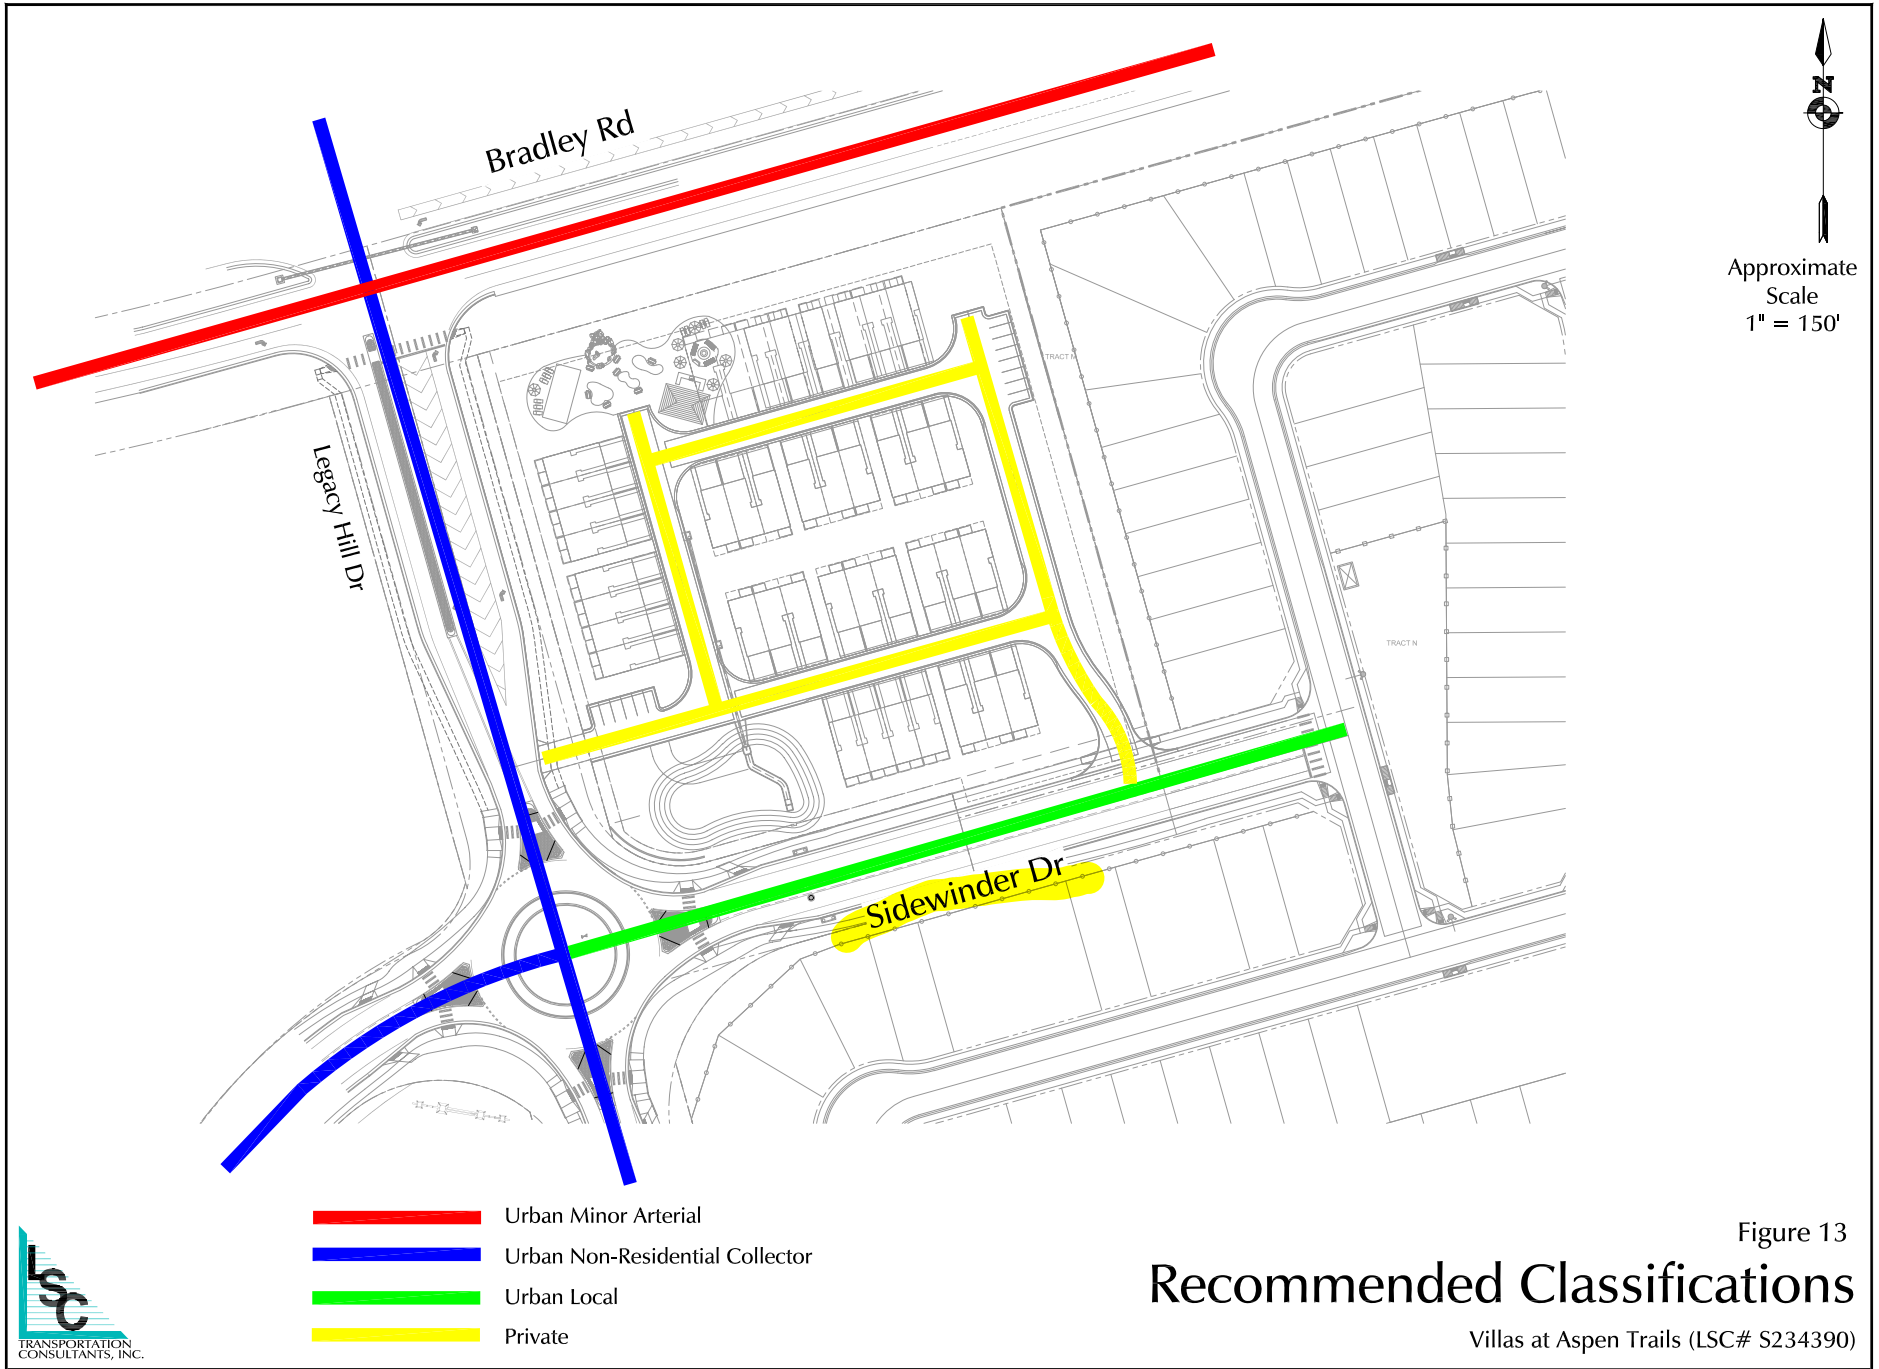 Bradley Rd
N
Approximate
Scale
1" = 150'
TRACT N
Legacy Hill Dr
TRACT N
Sidewinder Dr
Urban Minor Arterial
Urban Non-Residential Collector
Urban Local
Private
Figure 13
Recommended Classifications
Villas at Aspen Trails (LSC# S234390)
LSC
TRANSPORTATION
CONSULTANTS, INC.